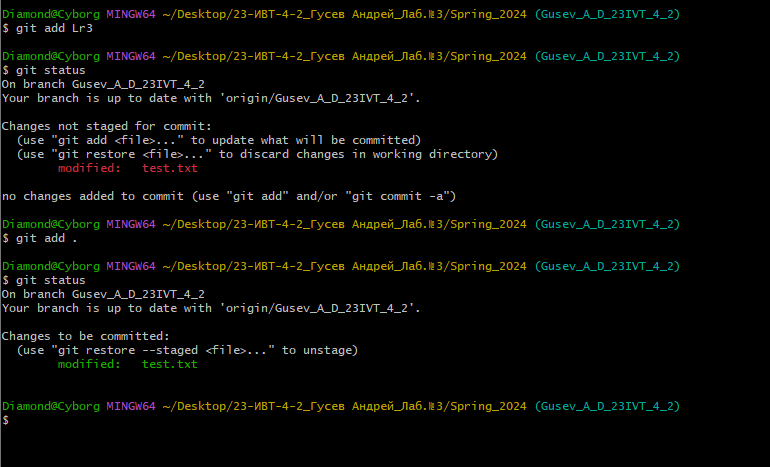 Diamond@Cyborg MINGW64 ~/Desktop/23-ИВТ-4-2_Гусев Андрей_Лаб.№3/Spring_2024 (Gusev_A_D_23IVT_4_2)
$ git add Lr3
Diamond@Cyborg MINGW64 ~/Desktop/23-ИВТ-4-2_Гусев Андрей_Лаб.№3/Spring_2024 (Gusev_A_D_23IVT_4_2)
$ git status
On branch Gusev_A_D_23IVT_4_2
Your branch is up to date with 'origin/Gusev_A_D_23IVT_4_2'.
Changes not staged for commit:
(use "git add <file>..." to update what will be committed)
(use "git restore <file>..." to discard changes in working directory)
modified:   test.txt
no changes added to commit (use "git add" and/or "git commit -a")
Diamond@Cyborg MINGW64 ~/Desktop/23-ИВТ-4-2_Гусев Андрей_Лаб.№3/Spring_2024 (Gusev_A_D_23IVT_4_2)
$ git add .
Diamond@Cyborg MINGW64 ~/Desktop/23-ИВТ-4-2_Гусев Андрей_Лаб.№3/Spring_2024 (Gusev_A_D_23IVT_4_2)
$ git status
On branch Gusev_A_D_23IVT_4_2
Your branch is up to date with 'origin/Gusev_A_D_23IVT_4_2'.
Changes to be committed:
(use "git restore --staged <file>..." to unstage)
modified:   test.txt
Diamond@Cyborg MINGW64 ~/Desktop/23-ИВТ-4-2_Гусев Андрей_Лаб.№3/Spring_2024 (Gusev_A_D_23IVT_4_2)
$